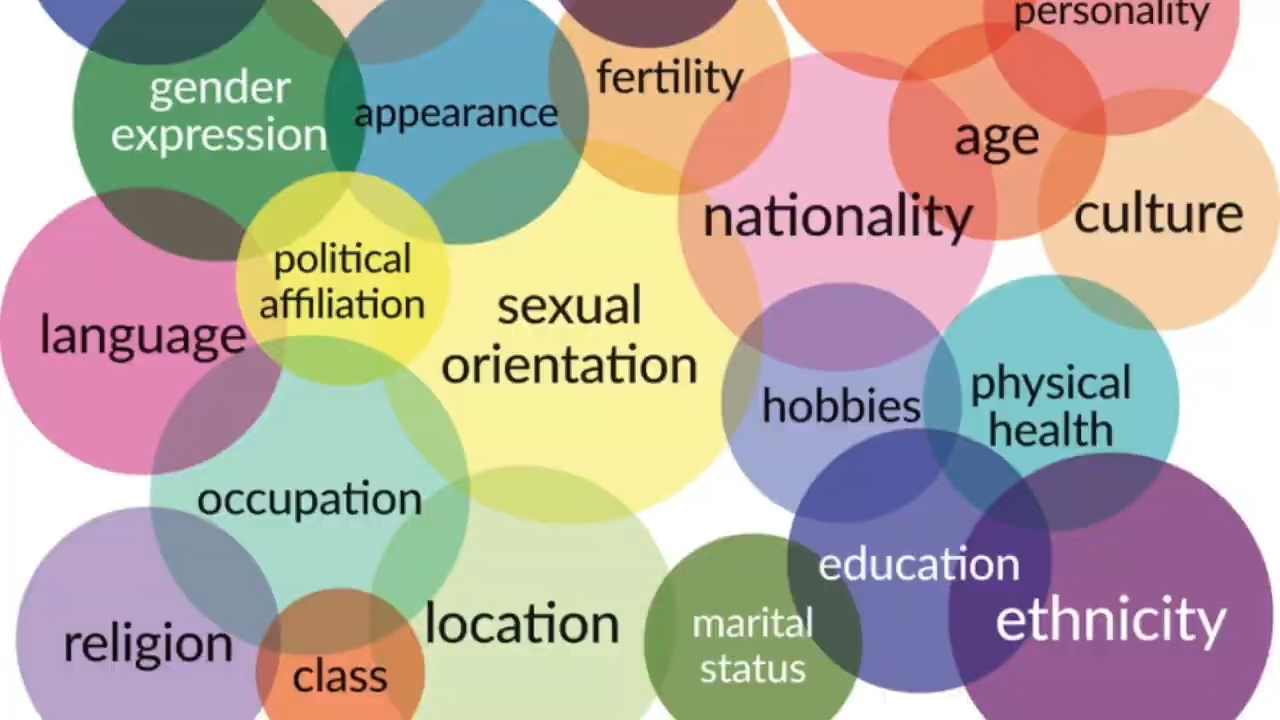 personality
gender
expression
appearance
fertility
age
nationality
culture
political
affiliation
language
sexual
orientation
hobbies
physical
health
occupation
education
religion
class
location
marital
status
ethnicity